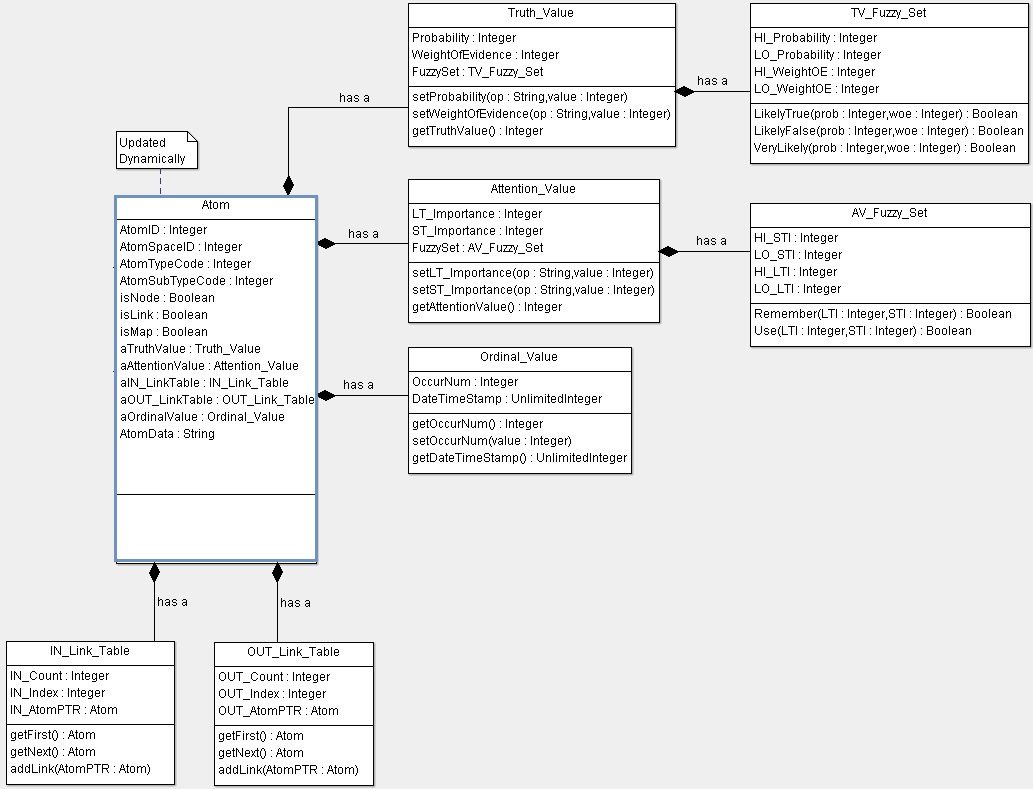 Truth_Value
Probability : Integer
WeightOfEvidence : Integer
FuzzySet : TV_Fuzzy_Set
setProbability(op : String,value : Integer)
setWeightOfEvidence(op : String,value : Integer)
getTruthValue() : Integer
has a
TV_Fuzzy_Set
HI_Probability : Integer
LO_Probability : Integer
HI_WeightOE : Integer
LO_WeightOE : Integer
LikelyTrue(prob : Integer,woe : Integer) : Boolean
LikelyFalse(prob : Integer,woe : Integer) : Boolean
VeryLikely(prob : Integer,woe : Integer) : Boolean
has a
Updated
Dynamically
Atom
AtomID : Integer
AtomSpaceID : Integer
AtomTypeCode : Integer
AtomSubTypeCode : Integer
isNode : Boolean
isLink : Boolean
isMap : Boolean
aTruthValue : Truth_Value
aAttentionValue : Attention_Value
aIN_LinkTable : IN_Link_Table
aOUT_LinkTable : OUT_Link_Table
aOrdinalValue : Ordinal_Value
AtomData : String
has a
Attention_Value
LT_Importance : Integer
ST_Importance : Integer
FuzzySet : AV_Fuzzy_Set
setLT_Importance(op : String,value : Integer)
setST_Importance(op : String,value : Integer)
getAttentionValue() : Integer
has a
AV_Fuzzy_Set
HI_STI : Integer
LO_STI : Integer
HI_LTI : Integer
LO_LTI : Integer
Remember(LTI : Integer,STI : Integer) : Boolean
Use(LTI : Integer,STI : Integer) : Boolean
has a
Ordinal_Value
OccurNum : Integer
DateTimeStamp : UnlimitedInteger
getOccurNum() : Integer
setOccurNum(value : Integer)
getDateTimeStamp() : UnlimitedInteger
has a
has a
IN_Link_Table
IN_Count : Integer
IN_Index : Integer
IN_AtomPTR : Atom
getFirst() : Atom
getNext() : Atom
addLink(AtomPTR : Atom)
OUT_Link_Table
OUT_Count : Integer
OUT_Index : Integer
OUT_AtomPTR : Atom
getFirst() : Atom
getNext() : Atom
addLink(AtomPTR : Atom)